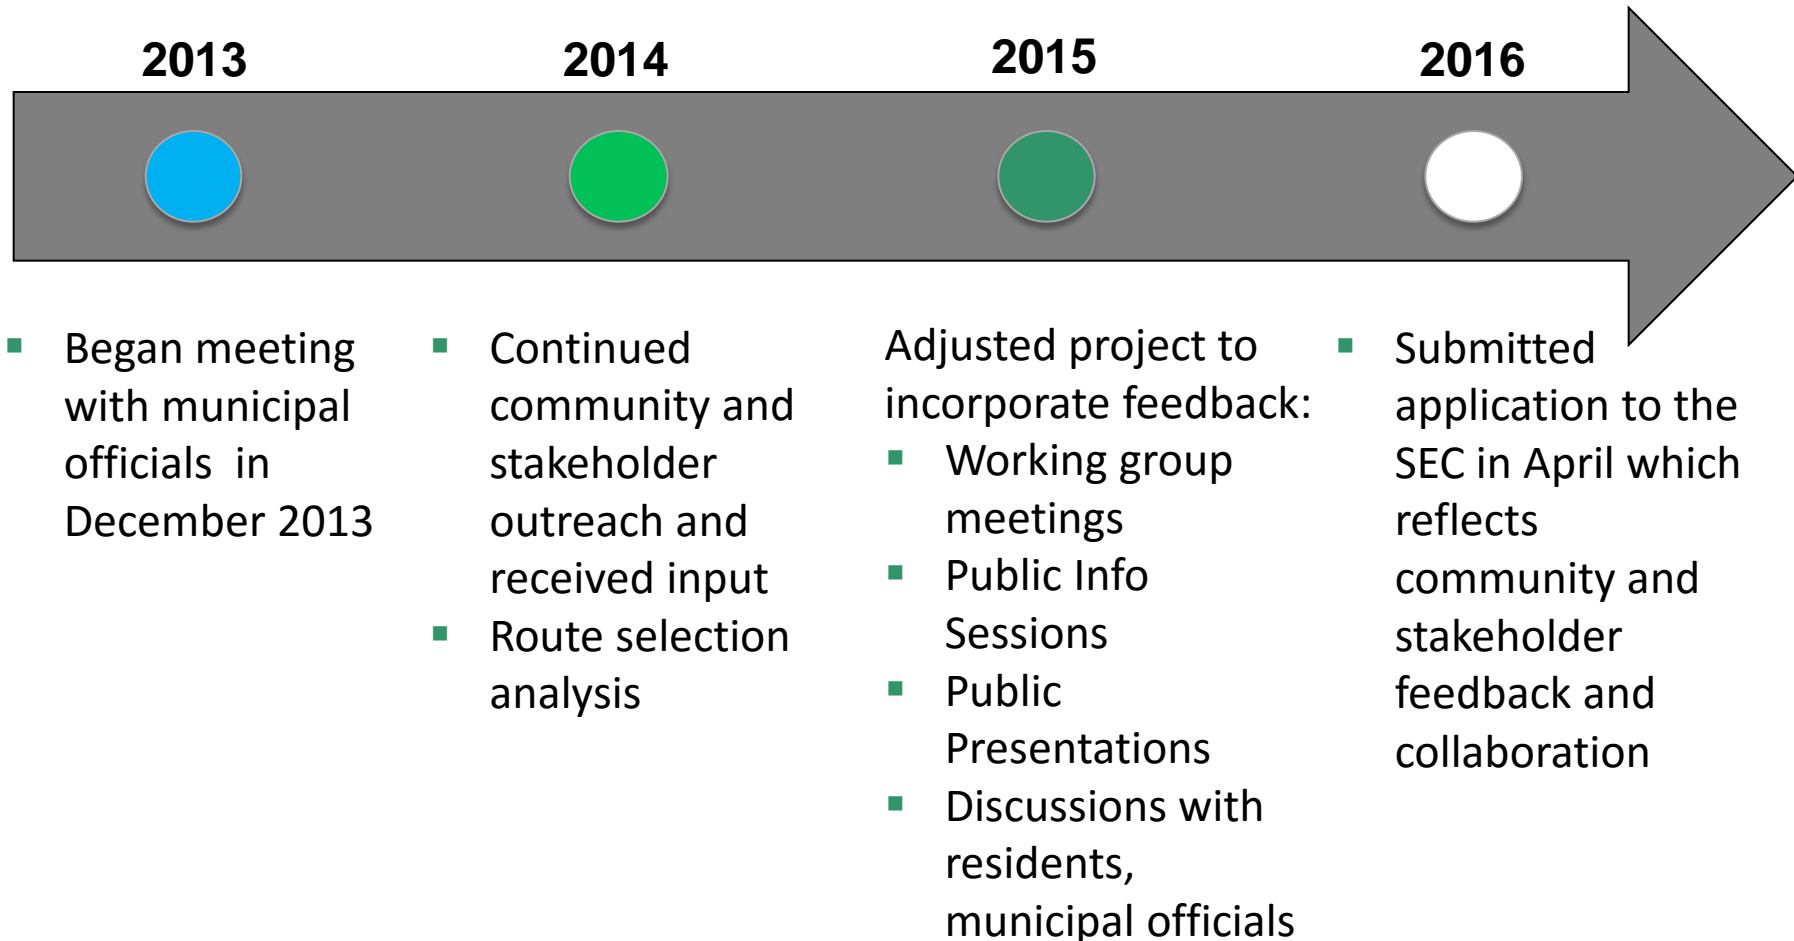 2013
2014
2015
2016
Began meeting
with municipal
officials  in
December 2013
Continued
community and
stakeholder
outreach and
received input
Route selection
analysis
Adjusted project to
incorporate feedback:
Working group
meetings
Public Info
Sessions
Public
Presentations
Discussions with
residents,
municipal officials
Submitted
application to the
SEC in April which
reflects
community and
stakeholder
feedback and
collaboration